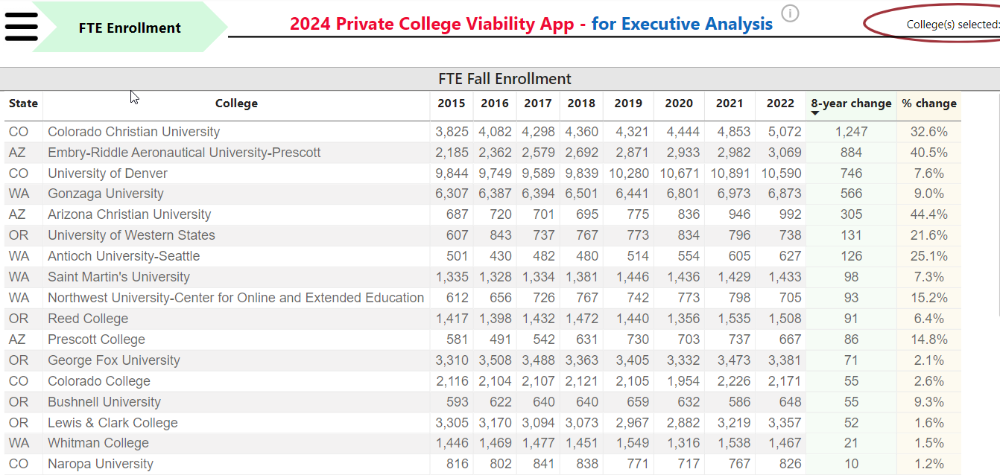 FTE Enrollment
2024 Private College Viability App - for Executive Analysis
i
College(s) selected:
FTE Fall Enrollment
State College 2015 2016 2017 2018 2019 2020 2021 2022 8-year change % change
CO Colorado Christian University 3,825 4,082 4,298 4,360 4,321 4,444 4,853 5,072 1,247 32.6%
AZ Embry-Riddle Aeronautical University-Prescott 2,185 2,362 2,579 2,692 2,871 2,933 2,982 3,069 884 40.5%
CO University of Denver 9,844 9,749 9,589 9,839 10,280 10,671 10,891 10,590 746 7.6%
WA Gonzaga University 6,307 6,387 6,394 6,501 6,441 6,801 6,973 6,873 566 9.0%
AZ Arizona Christian University 687 720 701 695 775 836 946 992 305 44.4%
OR University of Western States 607 843 737 767 773 834 796 738 131 21.6%
WA Antioch University-Seattle 501 430 482 480 514 554 605 627 126 25.1%
WA Saint Martin's University 1,335 1,328 1,334 1,381 1,446 1,436 1,429 1,433 98 7.3%
WA Northwest University-Center for Online and Extended Education 612 656 726 767 742 773 798 705 93 15.2%
OR Reed College 1,417 1,398 1,432 1,472 1,440 1,356 1,535 1,508 91 6.4%
AZ Prescott College 581 491 542 631 730 703 737 667 86 14.8%
OR George Fox University 3,310 3,508 3,488 3,363 3,405 3,332 3,473 3,381 71 2.1%
CO Colorado College 2,116 2,104 2,107 2,121 2,105 1,954 2,226 2,171 55 2.6%
OR Bushnell University 593 622 640 640 659 632 586 648 55 9.3%
OR Lewis & Clark College 3,305 3,170 3,094 3,073 2,967 2,882 3,219 3,357 52 1.6%
WA Whitman College 1,446 1,469 1,477 1,451 1,549 1,316 1,538 1,467 21 1.5%
CO Naropa University 816 802 841 838 771 717 767 826 10 1.2%